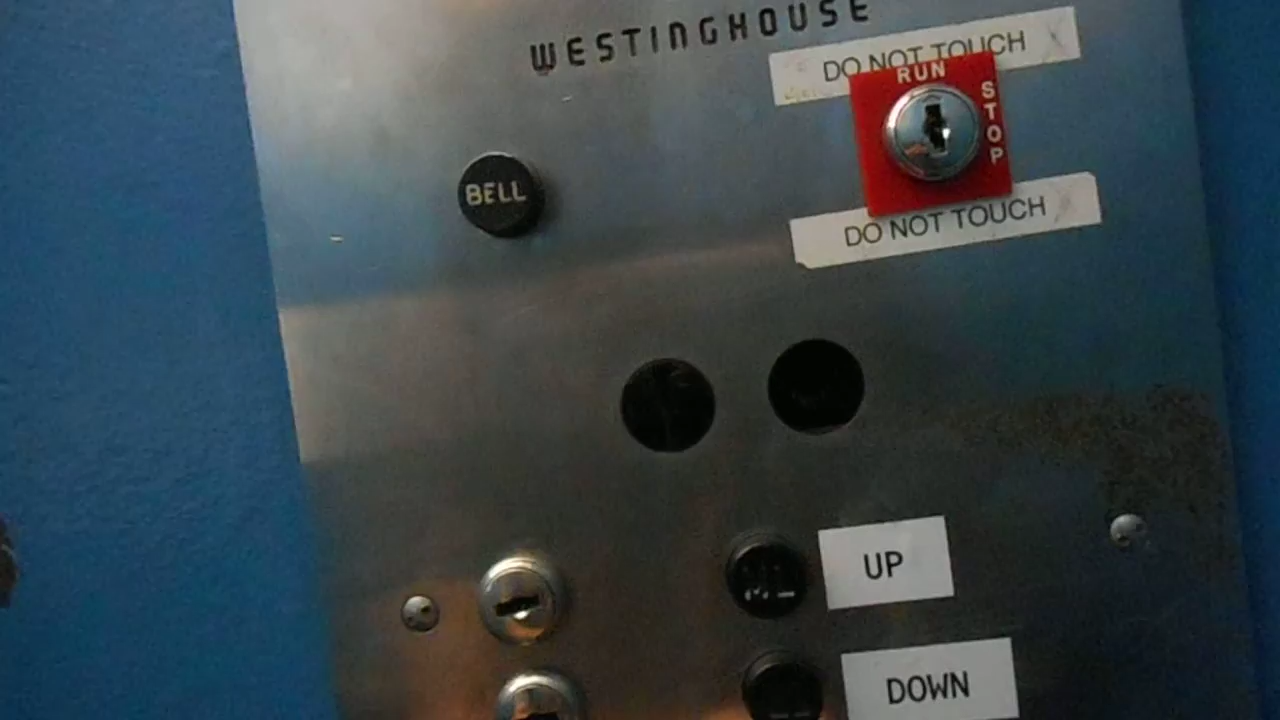 WESTINGHOUSE
DO NOT TOUCH
RUN
STOP
BELL
DO NOT TOUCH
UP
DOWN